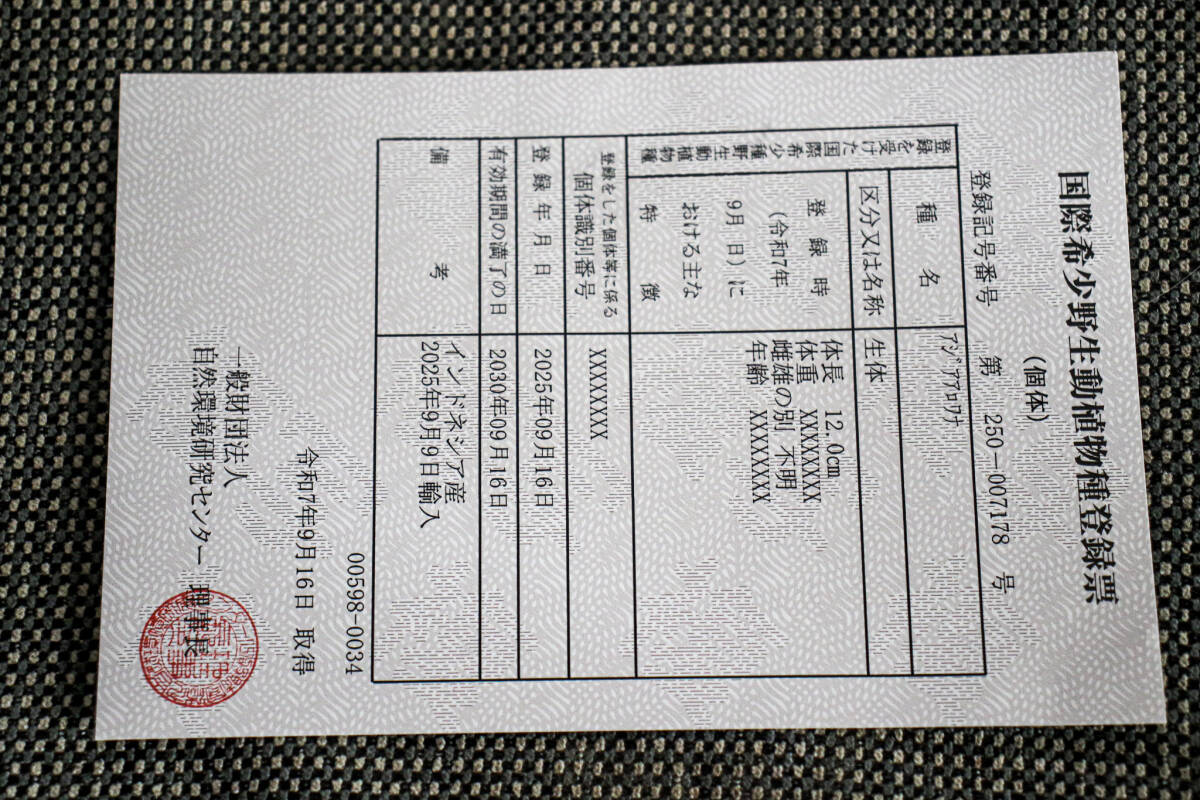 国際希少野生動植物種登録票
(個体)
登録記号番号 第 250－007178 号
登録を受けた国際希少野生動植物種
種名 ｱｼﾞｱｱﾛﾜﾅ
区分又は名称 生体
登録時
(令和7年
9月 日)に
おける主な
特徴
体長 12.0cm
体重 XXXXXXXX
雌雄の別 不明
年齢 XXXXXXXX
登録をした個体等に係る
個体識別番号 XXXXXXXX
登録年月日 2025年09月16日
有効期間の満了の日 2030年09月16日
備考 インドネシア産
2025年9月9日輸入
00598-0034
令和7年9月16日 取得
一般財団法人
自然環境研究センター 理事長